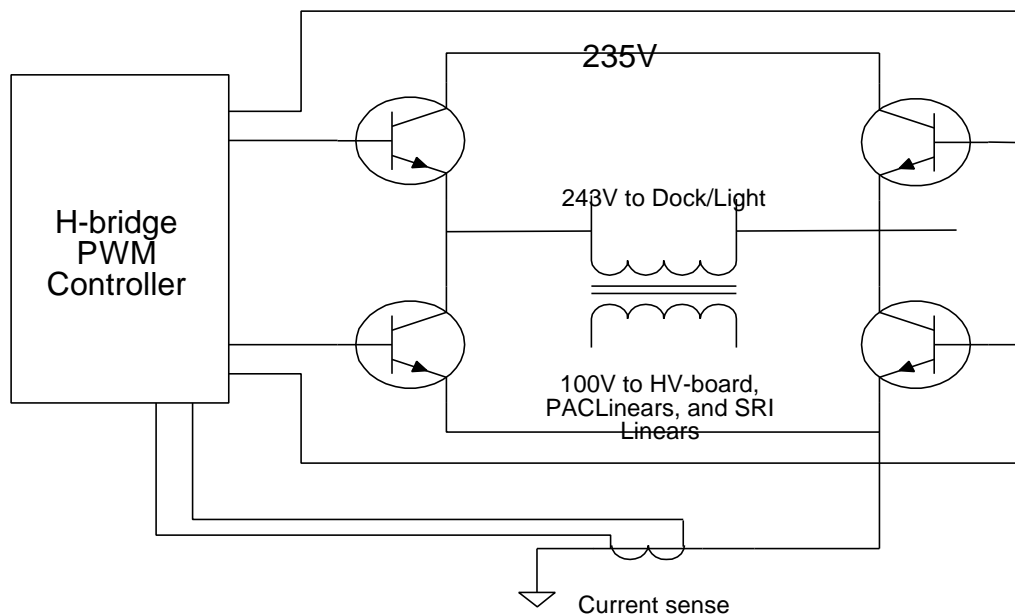 235V
H-bridge
PWM
Controller
243V to Dock/Light
100V to HV-board,
PACLinears, and SRI
Linears
Current sense